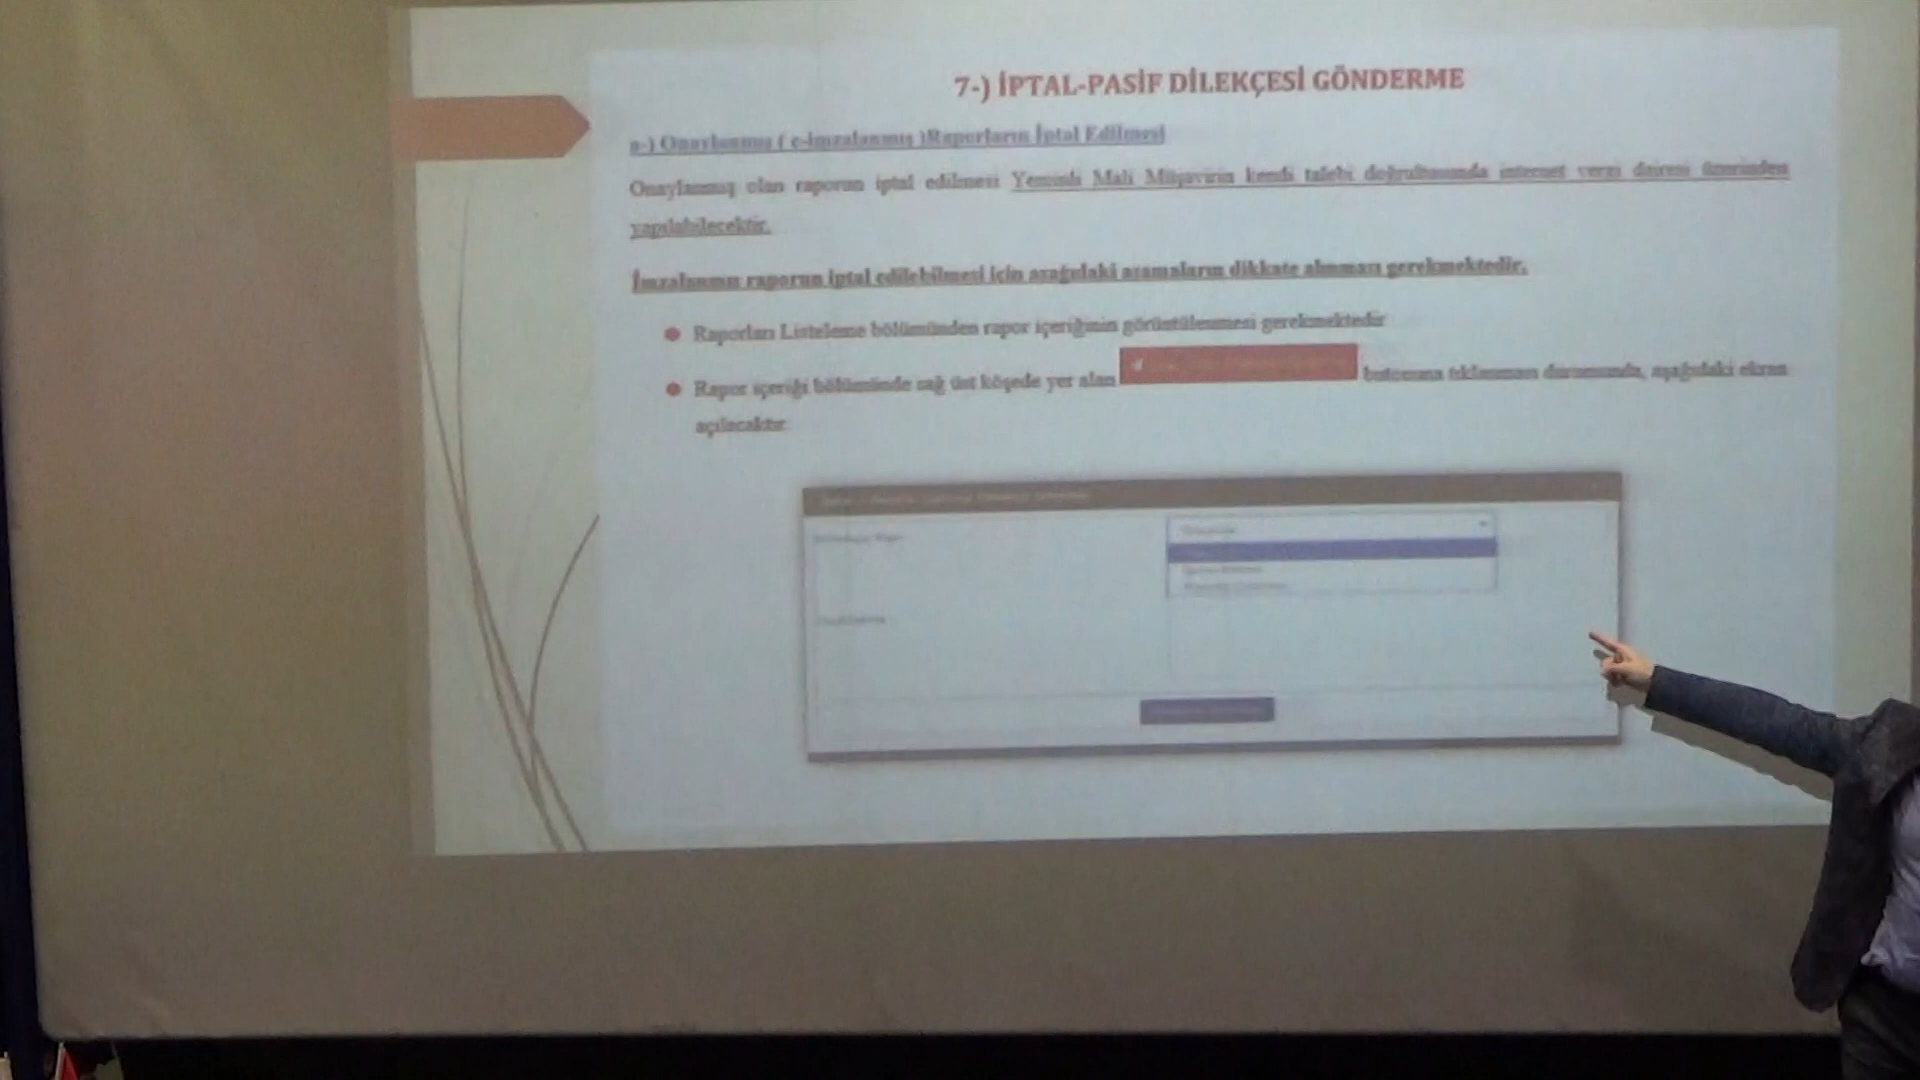 7-) İPTAL-PASİF DİLEKÇESİ GÖNDERME
a-) Onaylanmış ( e-imzalanmış )Raporların İptal Edilmesi
Onaylanmış olan raporun iptal edilmesi Yeminli Mali Müşavirin kendi talebi doğrultusunda internet vergi dairesi üzerinden
yapılabilecektir.
İmzalanmış raporun iptal edilebilmesi için aşağıdaki aşamaların dikkate alınması gerekmektedir.
Raporları Listeleme bölümünden rapor içeriğinin görüntülenmesi gerekmektedir
Rapor içeriği bölümünde sağ üst köşede yer alan butonuna tıklanması durumunda, aşağıdaki ekran
açılacaktır.